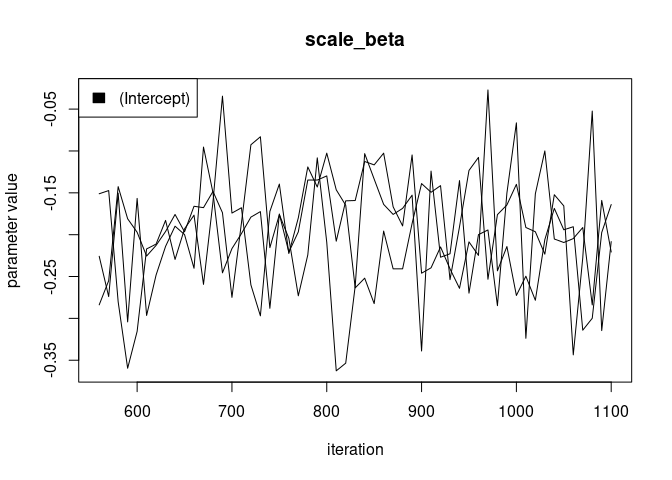 scale_beta
(Intercept)
parameter value
-0.05
-0.15
-0.25
-0.35
600 700 800 900 1000 1100
iteration